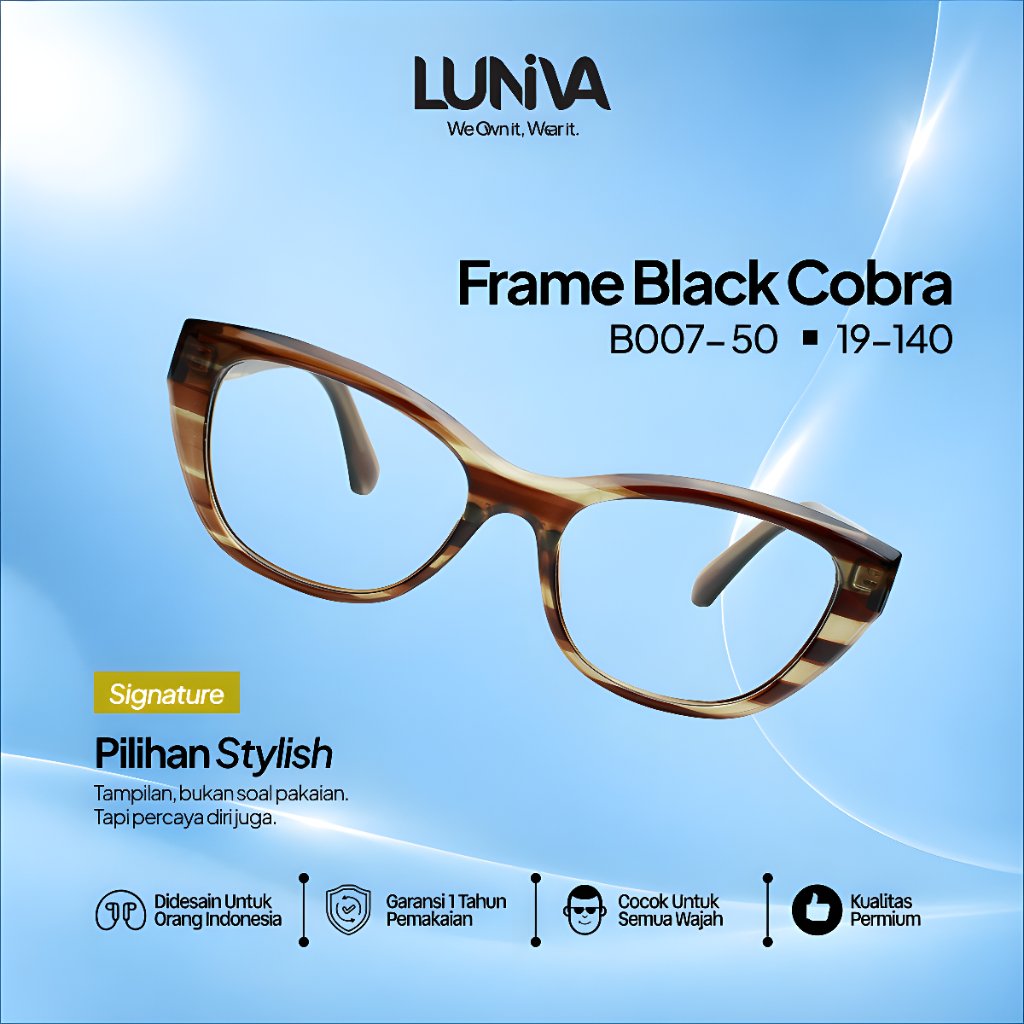 LUNiVA
We Own it, Wear it.
Frame Black Cobra
B007-50 ■ 19-140
Signature
Pilihan Stylish
Tampilan, bukan soal pakaian.
Tapi percaya diri juga.
Didesain Untuk
Orang Indonesia
Garansi 1 Tahun
Pemakaian
Cocok Untuk
Semua Wajah
Kualitas
Permium